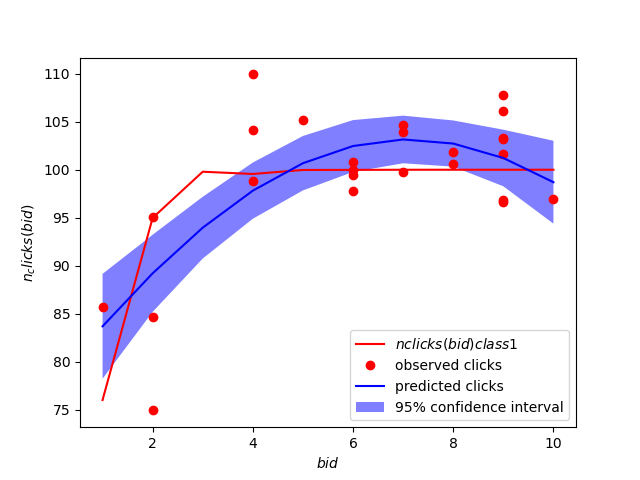 110
105
100
95
90
85
80
75
n_clicks(bid)
nclicks(bid)class1
observed clicks
predicted clicks
95% confidence interval
2
4
6
8
10
bid